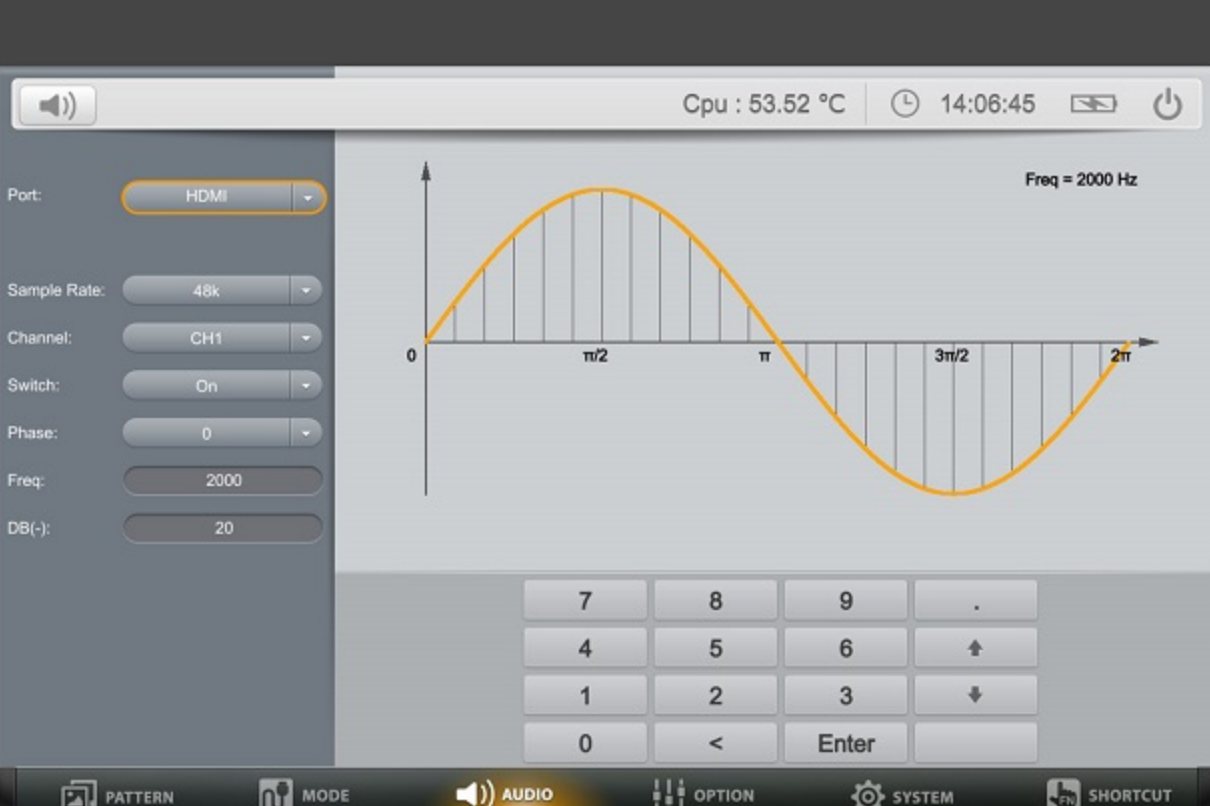 Cpu : 53.52 ℃ 14:06:45
Port: HDMI
Sample Rate: 48k
Channel: CH1
Switch: On
Phase: 0
Freq: 2000
DB(-): 20
Freq = 2000 Hz
0 π/2 π 3π/2 2π
7 8 9 .
4 5 6
1 2 3
0 < Enter
PATTERN MODE AUDIO OPTION SYSTEM FN SHORTCUT